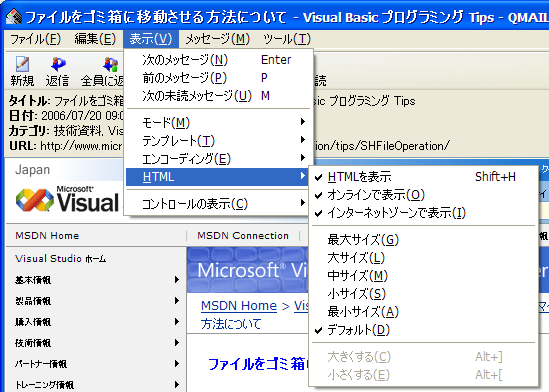 ファイルをゴミ箱に移動させる方法について - Visual Basic プログラミング Tips - QMAIL
ファイル(F) 編集(E) 表示(V) メッセージ(M) ツール(T)
新規 返信 全員に返
タイトル: ファイルをゴミ箱
sic プログラミング Tips
日付: 2006/07/20 09:0
カテゴリ: 技術資料, Vis
URL: http://www.micr
on/tips/SHFileOperation/
次のメッセージ(N) Enter
前のメッセージ(P) P
次の未読メッセージ(U) M
モード(M)
テンプレート(T)
エンコーディング(E)
HTML
コントロールの表示(C)
HTMLを表示 Shift+H
オンラインで表示(O)
インターネットゾーンで表示(I)
最大サイズ(G)
大サイズ(L)
中サイズ(M)
小サイズ(S)
最小サイズ(A)
デフォルト(D)
大きくする(C) Alt+]
小さくする(E) Alt+[
Japan
Microsoft
Visual
MSDN Home MSDN Connection
Visual Studio ホーム
基本情報
製品情報
購入情報
技術情報
パートナー情報
トレーニング情報
Microsoft Vi
MSDN Home > Vis
方法について
ファイルをゴミ箱に